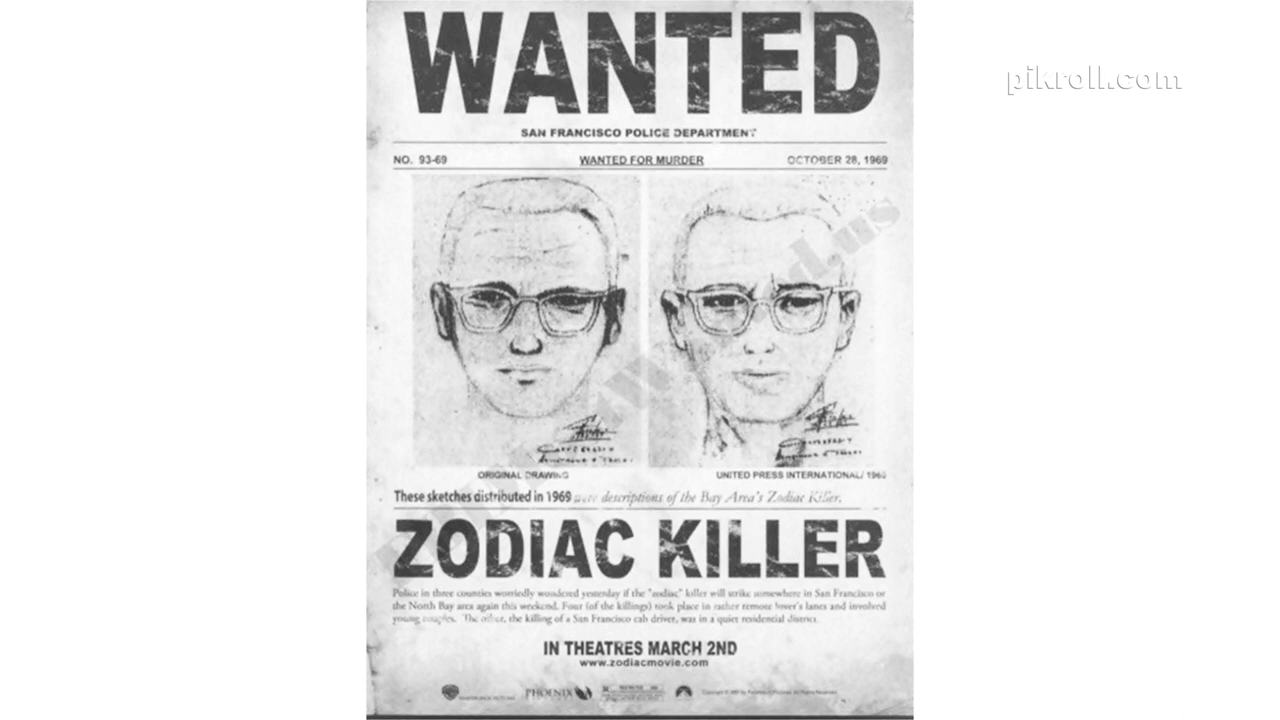 WANTED
pikroll.com
SAN FRANCISCO POLICE DEPARTMENT
NO. 93-69 WANTED FOR MURDER OCTOBER 28, 1969
ORIGINAL DRAWING UNITED PRESS INTERNATIONAL/ 1969
These sketches distributed in 1969 were descriptions of the Bay Area's Zodiac Killer.
ZODIAC KILLER
Police in three counties worriedly wondered yesterday if the "zodiac" killer will strike somewhere in San Francisco or
the North Bay area again this weekend. Four (of the killings) took place in rather remote lover's lanes and involved
young couples. The other, the killing of a San Francisco cab driver, was in a quiet residential district.
IN THEATRES MARCH 2ND
www.zodiacmovie.com
PHOENIX